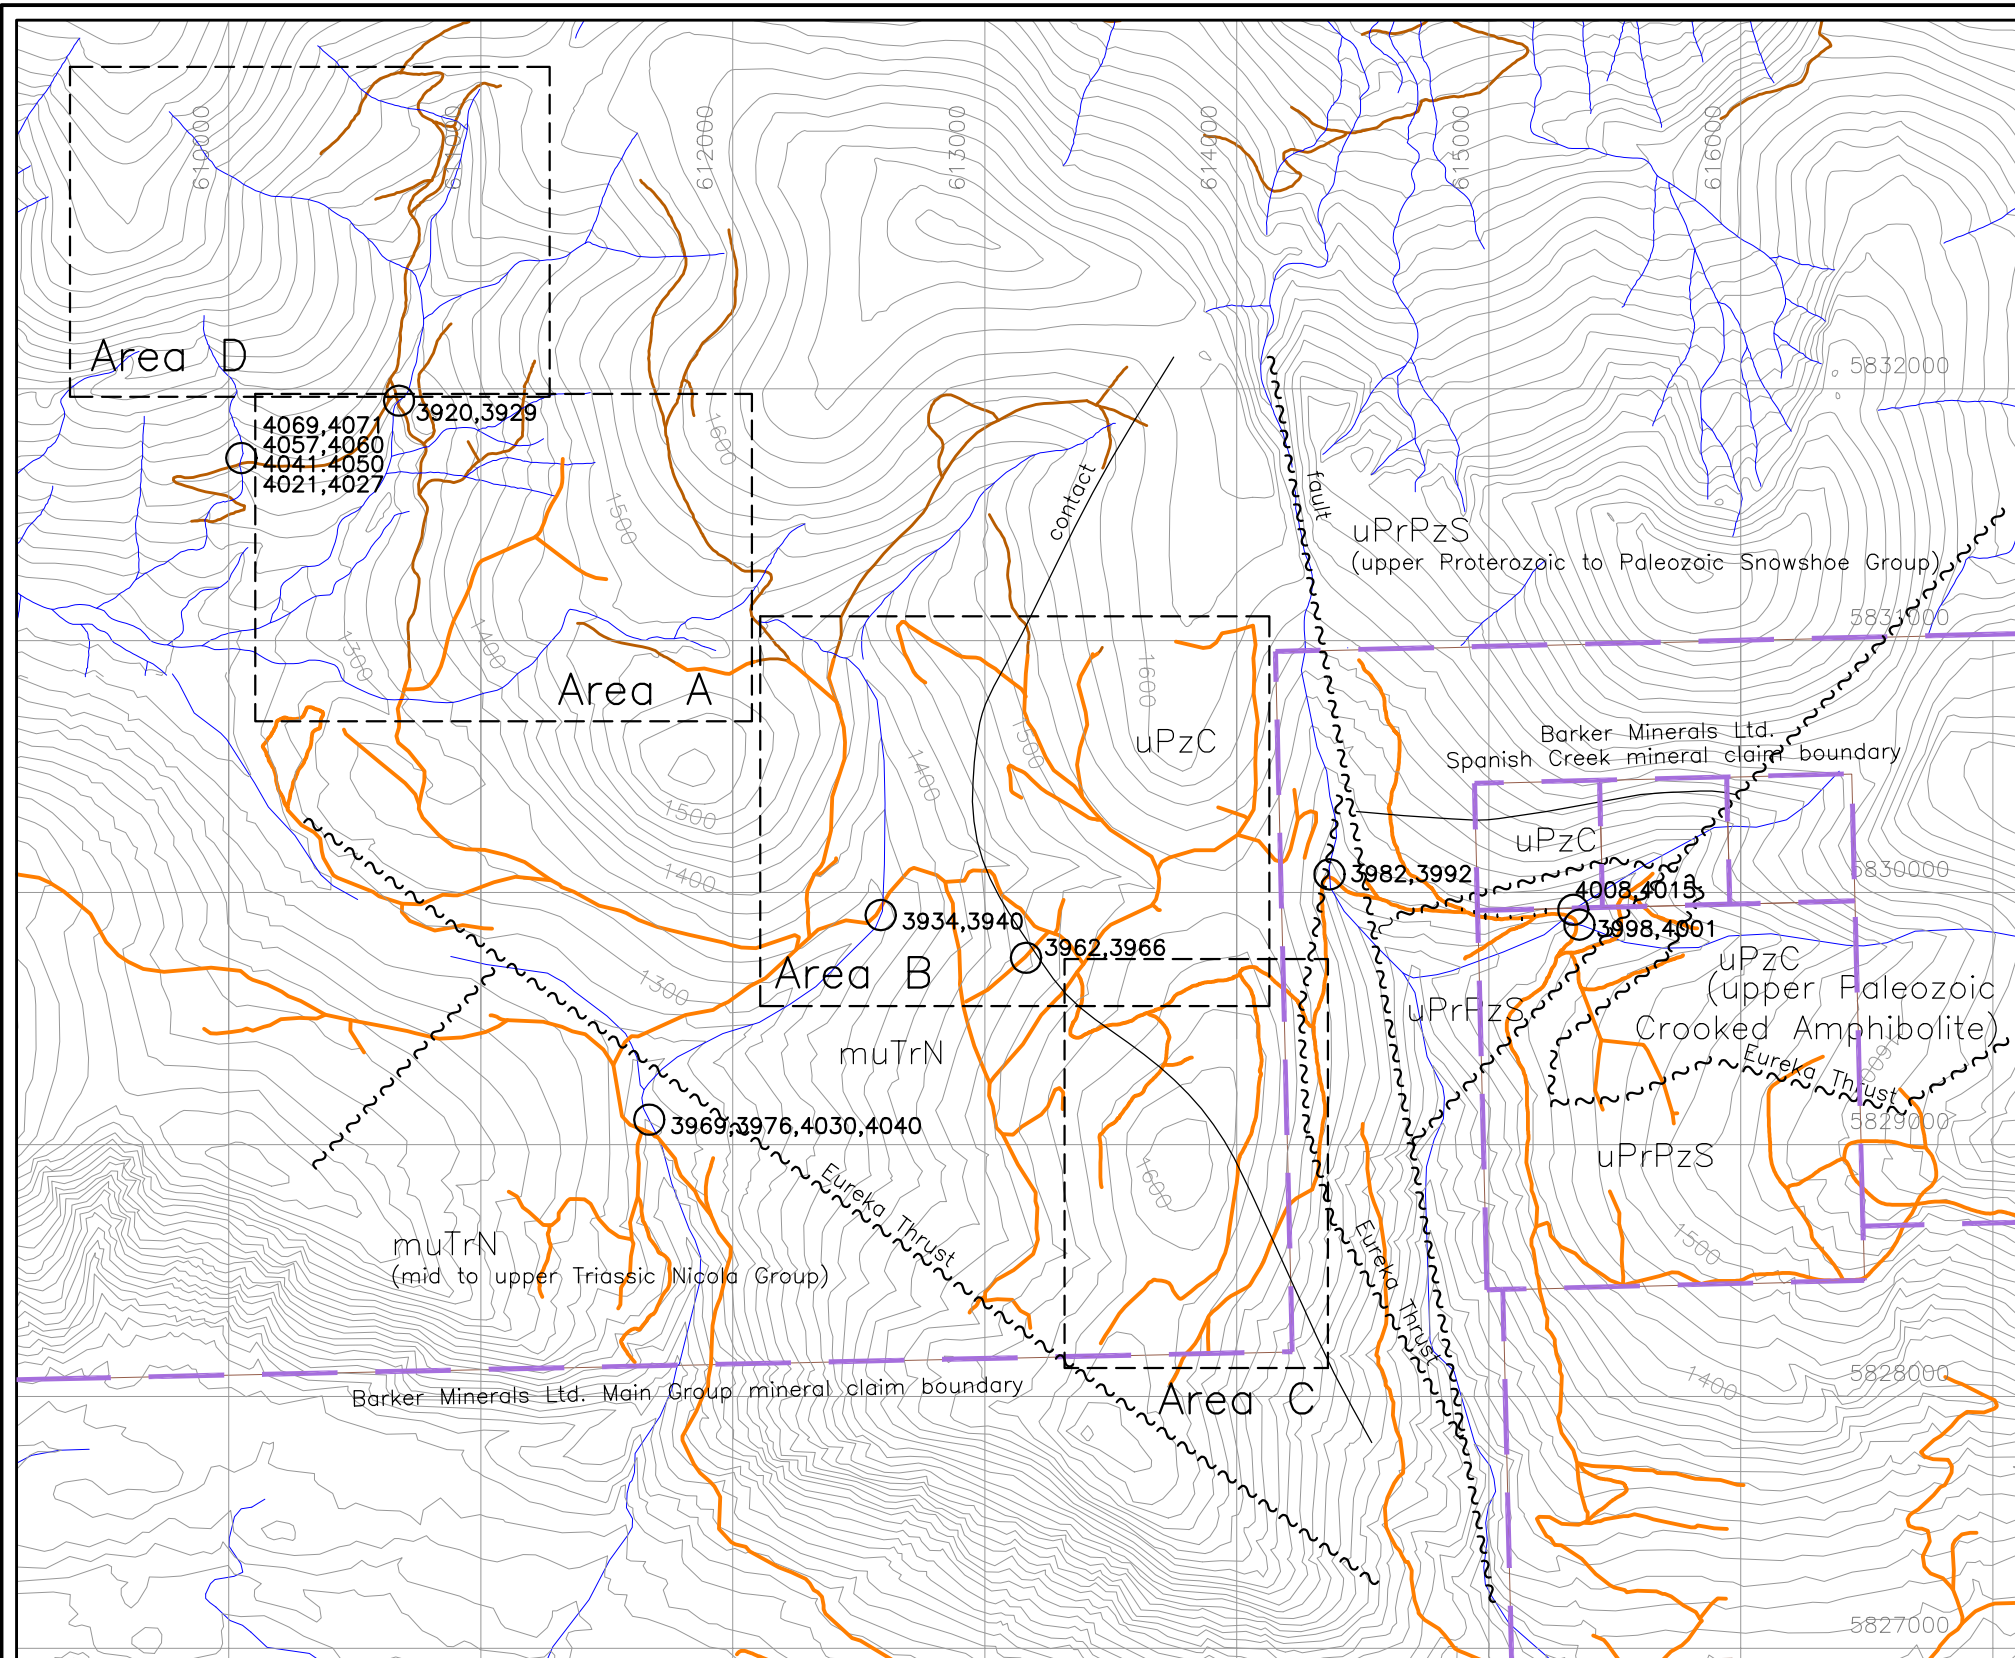 610000
611000
612000
613000
614000
615000
616000
Area D
5832000
3920,3929
4069,4071
4057,4060
4041,4050
4021,4027
1600
1500
contact
fault
uPrPzS
(upper Proterozoic to Paleozoic Snowshoe Group)
5831000
1300
1400
Area A
1600
1500
uPzC
Barker Minerals Ltd.
Spanish Creek mineral claim boundary
1400
1500
uPzC
5830000
1400
3982,3992
4008,4015
3934,3940
3998,4001
3962,3966
Area B
1300
uPzC
(upper Paleozoic
Crooked Amphibolite)
uPrPzS
muTrN
Eureka Thrust
1600
3969,3976,4030,4040
5829000
uPrPzS
1600
Eureka Thrust
Eureka Thrust
muTrN
(mid to upper Triassic Nicola Group)
1500
Barker Minerals Ltd. Main Group mineral claim boundary
Area C
1400
5828000
5827000